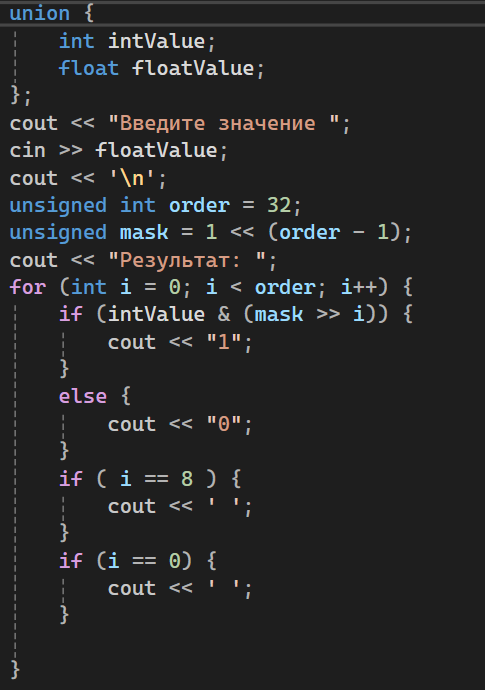 union {
int intValue;
float floatValue;
};
cout << "Введите значение ";
cin >> floatValue;
cout << '\n';
unsigned int order = 32;
unsigned mask = 1 << (order - 1);
cout << "Результат: ";
for (int i = 0; i < order; i++) {
if (intValue & (mask >> i)) {
cout << "1";
}
else {
cout << "0";
}
if ( i == 8 ) {
cout << ' ';
}
if (i == 0) {
cout << ' ';
}
}